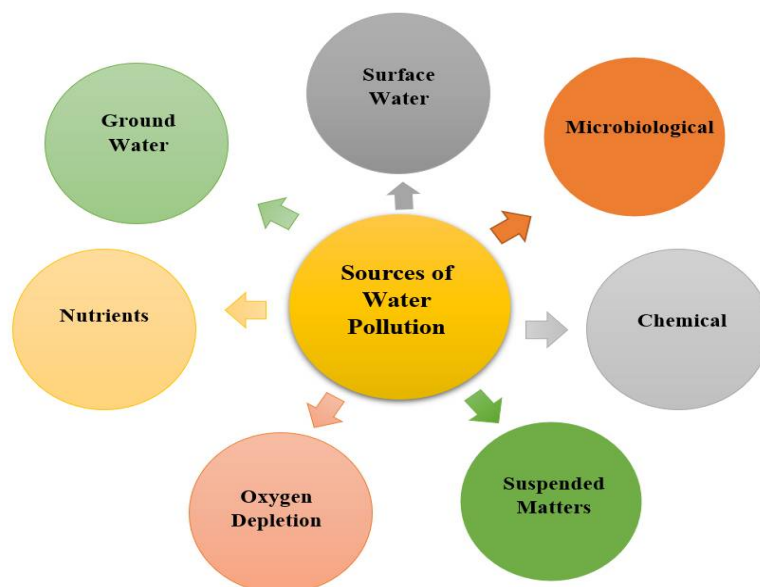 Surface
Water
Ground
Water
Microbiological
Sources of
Water
Pollution
Nutrients
Chemical
Oxygen
Depletion
Suspended
Matters